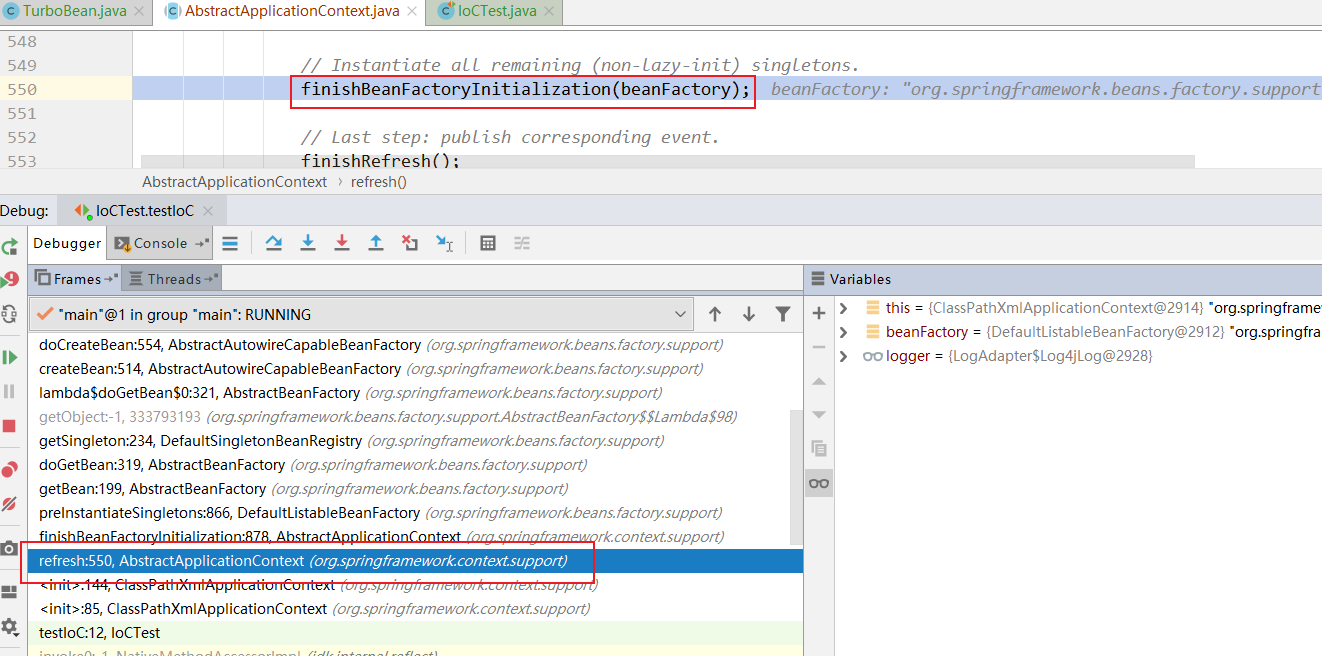 TurboBean.java AbstractApplicationContext.java IoCTest.java
548
549 // Instantiate all remaining (non-lazy-init) singletons.
550 finishBeanFactoryInitialization(beanFactory); beanFactory: "org.springframework.beans.factory.support
551
552 // Last step: publish corresponding event.
553 finishRefresh();
AbstractApplicationContext › refresh()
Debug: IoCTest.testIoC
Debugger Console
Frames Threads Variables
"main"@1 in group "main": RUNNING
doCreateBean:554, AbstractAutowireCapableBeanFactory (org.springframework.beans.factory.support)
createBean:514, AbstractAutowireCapableBeanFactory (org.springframework.beans.factory.support)
lambda$doGetBean$0:321, AbstractBeanFactory (org.springframework.beans.factory.support)
getObject:-1, 333793193 (org.springframework.beans.factory.support.AbstractBeanFactory$$Lambda$98)
getSingleton:234, DefaultSingletonBeanRegistry (org.springframework.beans.factory.support)
doGetBean:319, AbstractBeanFactory (org.springframework.beans.factory.support)
getBean:199, AbstractBeanFactory (org.springframework.beans.factory.support)
preInstantiateSingletons:866, DefaultListableBeanFactory (org.springframework.beans.factory.support)
finishBeanFactoryInitialization:878, AbstractApplicationContext (org.springframework.context.support)
refresh:550, AbstractApplicationContext (org.springframework.context.support)
<init>:144, ClassPathXmlApplicationContext (org.springframework.context.support)
<init>:85, ClassPathXmlApplicationContext (org.springframework.context.support)
testIoC:12, IoCTest
invoke0:-1, NativeMethodAccessorImpl (jdk.internal.reflect)
this = {ClassPathXmlApplicationContext@2914} "org.springframew
beanFactory = {DefaultListableBeanFactory@2912} "org.springfra
logger = {LogAdapter$Log4jLog@2928}